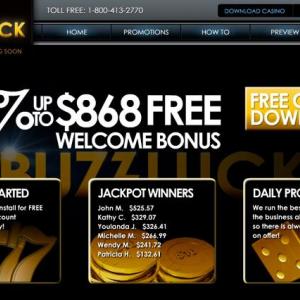 CK
TOLL FREE: 1-800-413-2770
DOWNLOAD CASINO
G SOON
HOME
PROMOTIONS
HOW TO
PREVIEW
% UP TO $868 FREE
WELCOME BONUS
FREE
DOWN
BUZZLUCK
ARTED
nstall for FREE
count
y!
JACKPOT WINNERS
John M. $525.57
Kathy C. $329.07
Youlanda J. $326.41
Michelle M. $266.99
Wendy M. $241.72
Patricia H. $132.61
DAILY PRO
We run the bes
the business a
so there is alwa
on offer!